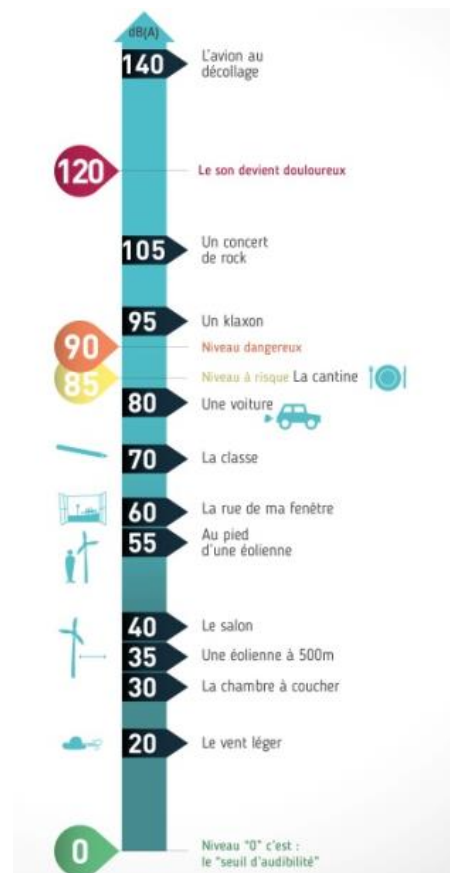 dB(A)
140 L'avion au
décollage
120 Le son devient douloureux
105 Un concert
de rock
95 Un klaxon
90 Niveau dangereux
85 Niveau à risque La cantine
80 Une voiture
70 La classe
60 La rue de ma fenêtre
55 Au pied
d'une éolienne
40 Le salon
35 Une éolienne à 500m
30 La chambre à coucher
20 Le vent léger
0 Niveau "0" c'est :
le "seuil d'audibilité"